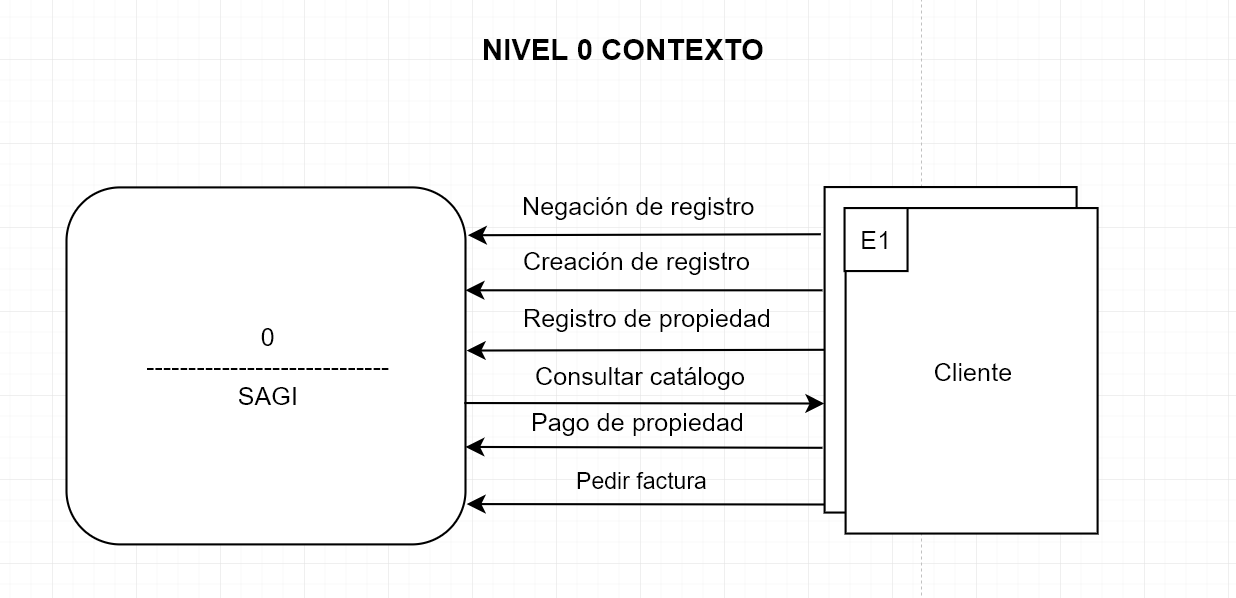 NIVEL 0 CONTEXTO
Negación de registro
E1
Creación de registro
Registro de propiedad
0
-----------------------------
SAGI
Consultar catálogo
Cliente
Pago de propiedad
Pedir factura